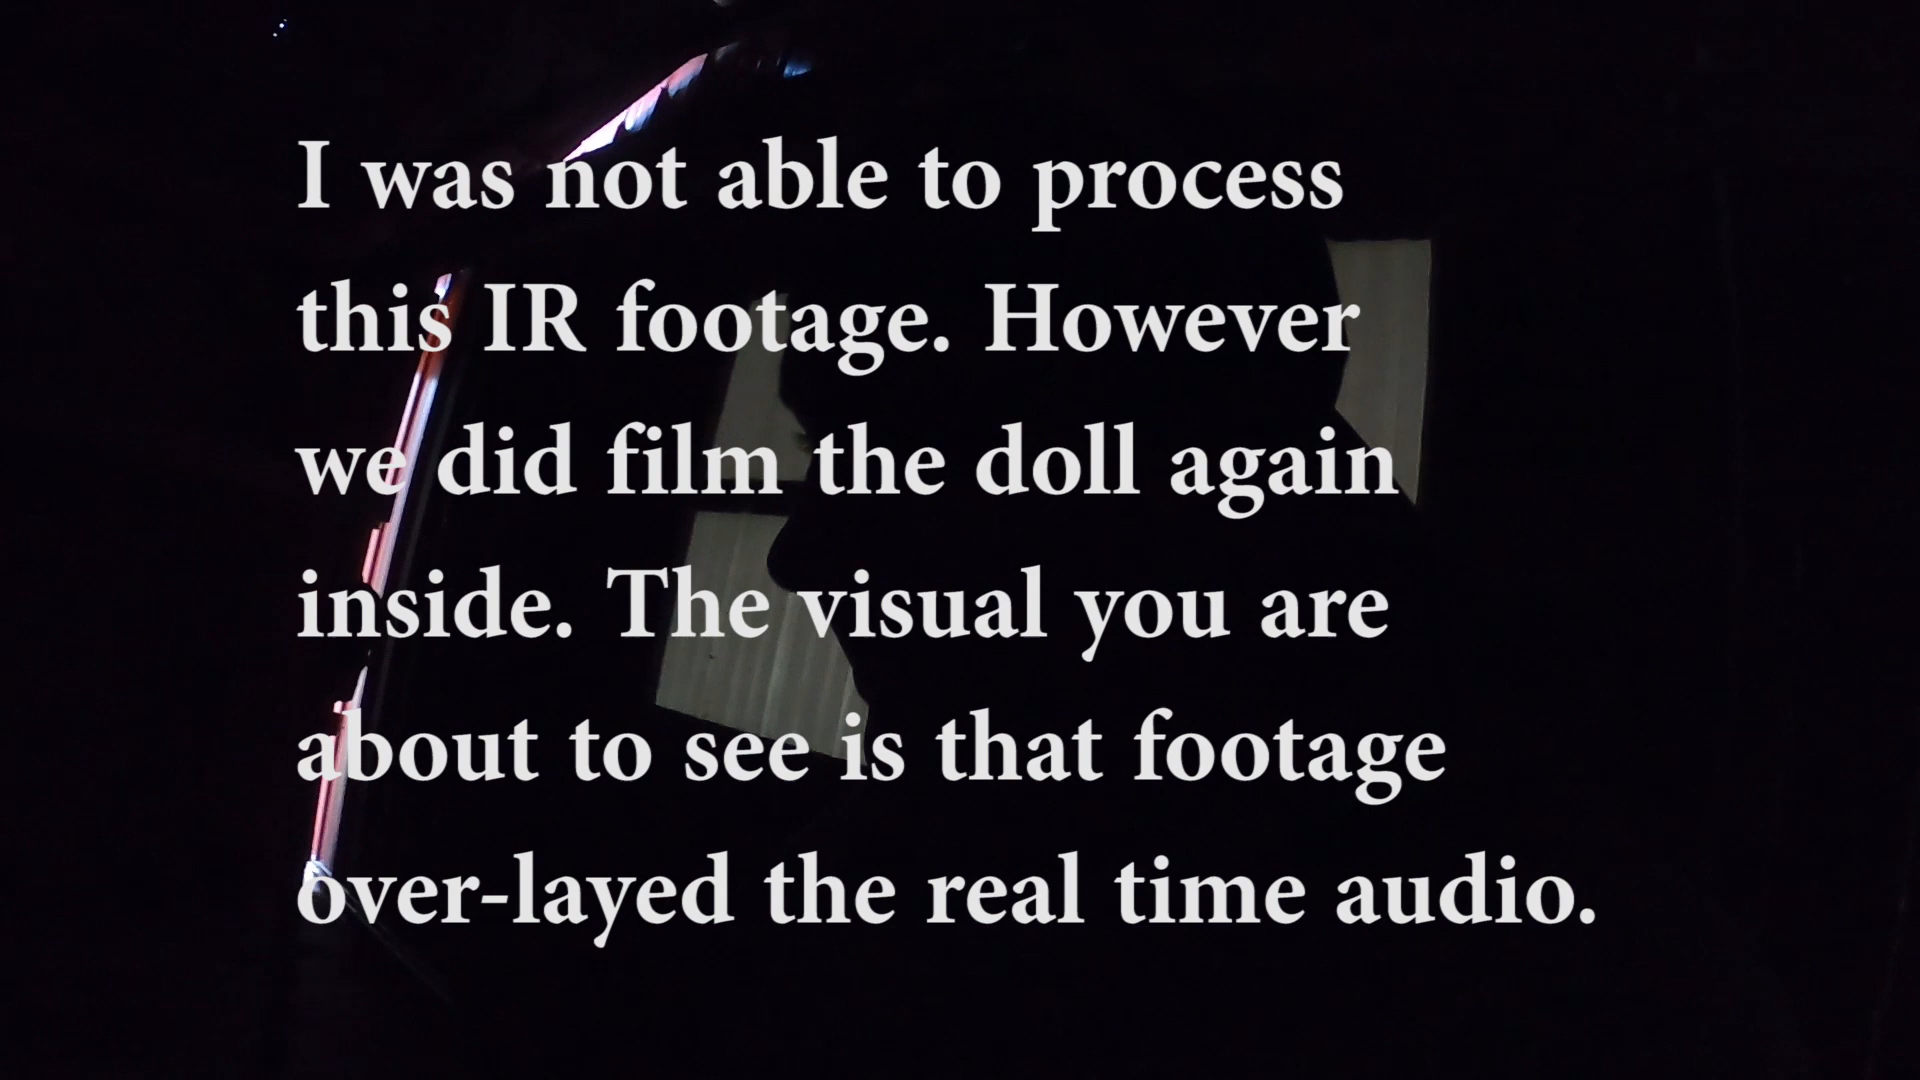 I was not able to process
this IR footage. However
we did film the doll again
inside. The visual you are
about to see is that footage
over-layed the real time audio.